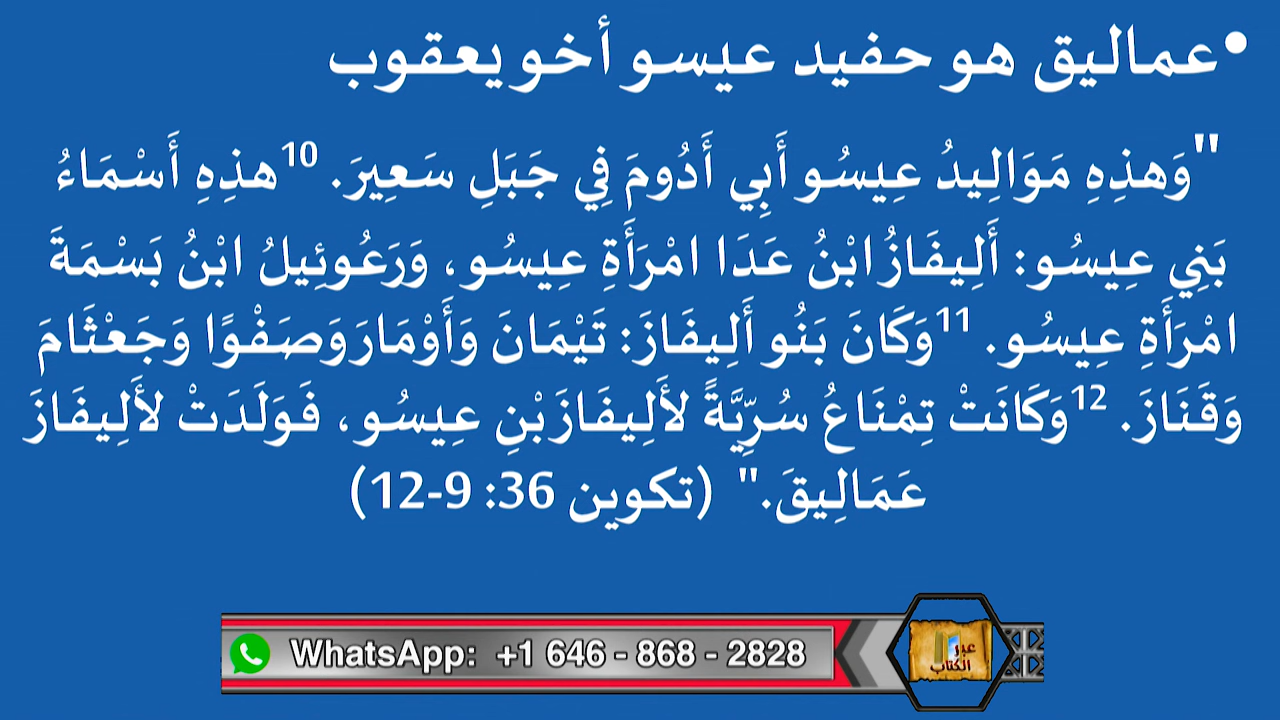 •عماليق هو حفيد عيسو أخو يعقوب
"وَهذِهِ مَوَالِيدُ عِيسُو أَبِي أَدُومَ فِي جَبَلِ سَعِيرَ. 10هذِهِ أَسْمَاءُ
بَنِي عِيسُو: أَلِيفَازُ ابْنُ عَدَا امْرَأَةِ عِيسُو، وَرَعُوئِيلُ ابْنُ بَسْمَةَ
امْرَأَةِ عِيسُو. 11وَكَانَ بَنُو أَلِيفَازَ: تَيْمَانَ وَأَوْمَارَ وَصَفْوًا وَجَعْثَامَ
وَقَنَازَ. 12وَكَانَتْ تِمْنَاعُ سُرِّيَّةً لأَلِيفَازَ بْنِ عِيسُو، فَوَلَدَتْ لأَلِيفَازَ
عَمَالِيقَ." (تكوين 36: 9-12)
WhatsApp: +1 646 - 868 - 2828
عبر
الكتاب